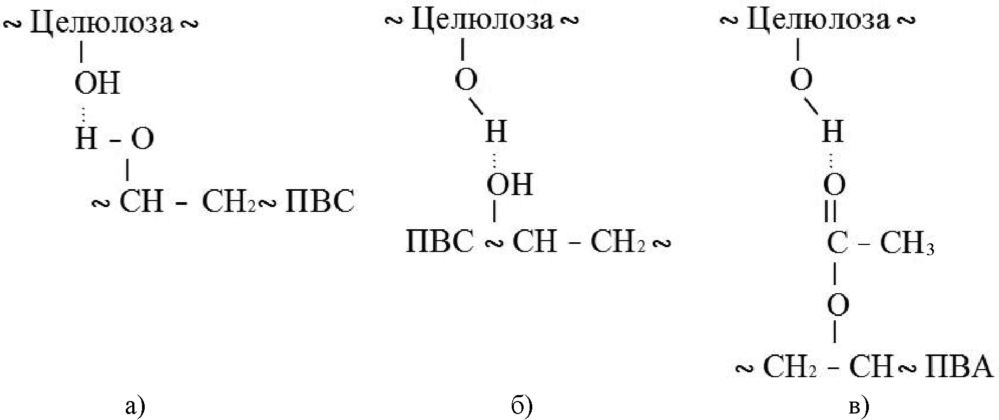 ~ Целюлоза ~
OH
H – O
~ CH – CH₂ ~ ПВС
а)
~ Целюлоза ~
O
H
OH
ПВС ~ CH – CH₂ ~
б)
~ Целюлоза ~
O
H
O
C – CH₃
O
~ CH₂ – CH ~ ПВА
в)